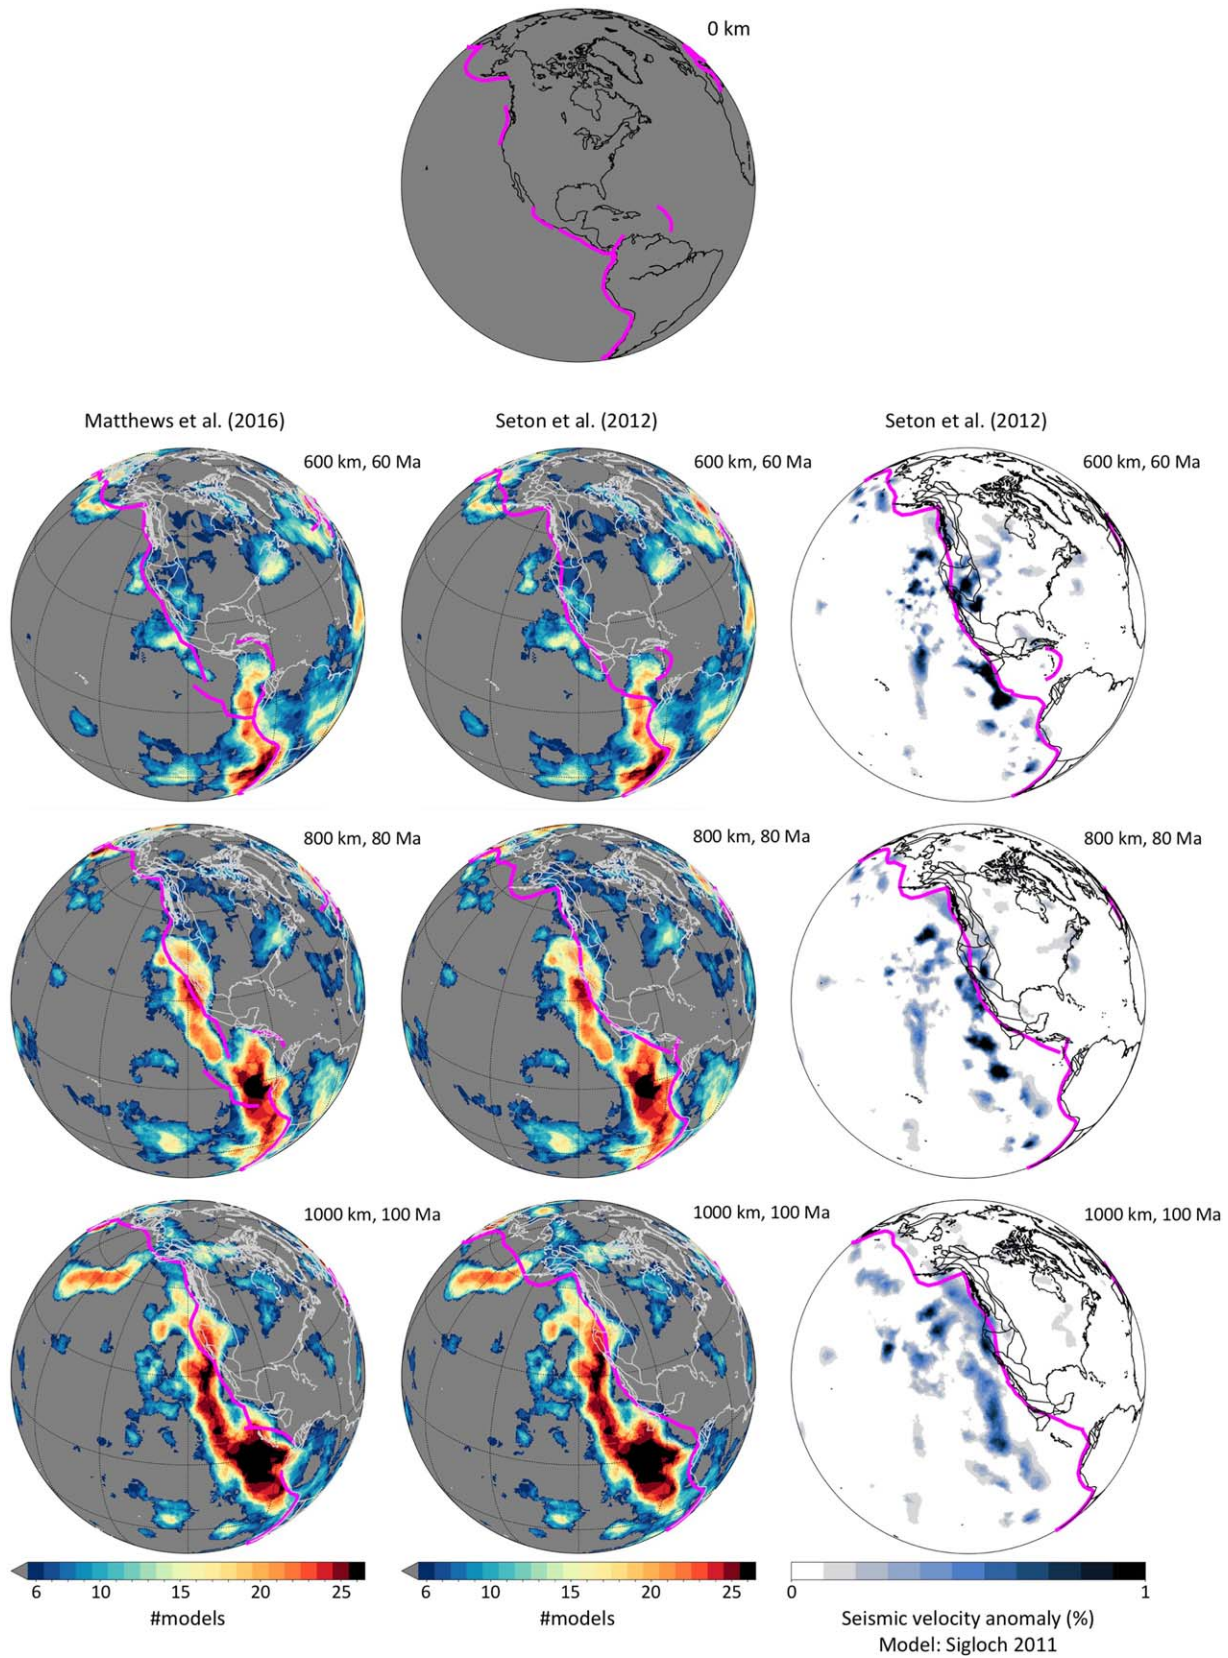 0 km
Matthews et al. (2016)
Seton et al. (2012)
Seton et al. (2012)
600 km, 60 Ma
600 km, 60 Ma
600 km, 60 Ma
800 km, 80 Ma
800 km, 80 Ma
800 km, 80 Ma
1000 km, 100 Ma
1000 km, 100 Ma
1000 km, 100 Ma
6 10 15 20 25
#models
6 10 15 20 25
#models
0 1
Seismic velocity anomaly (%)
Model: Sigloch 2011